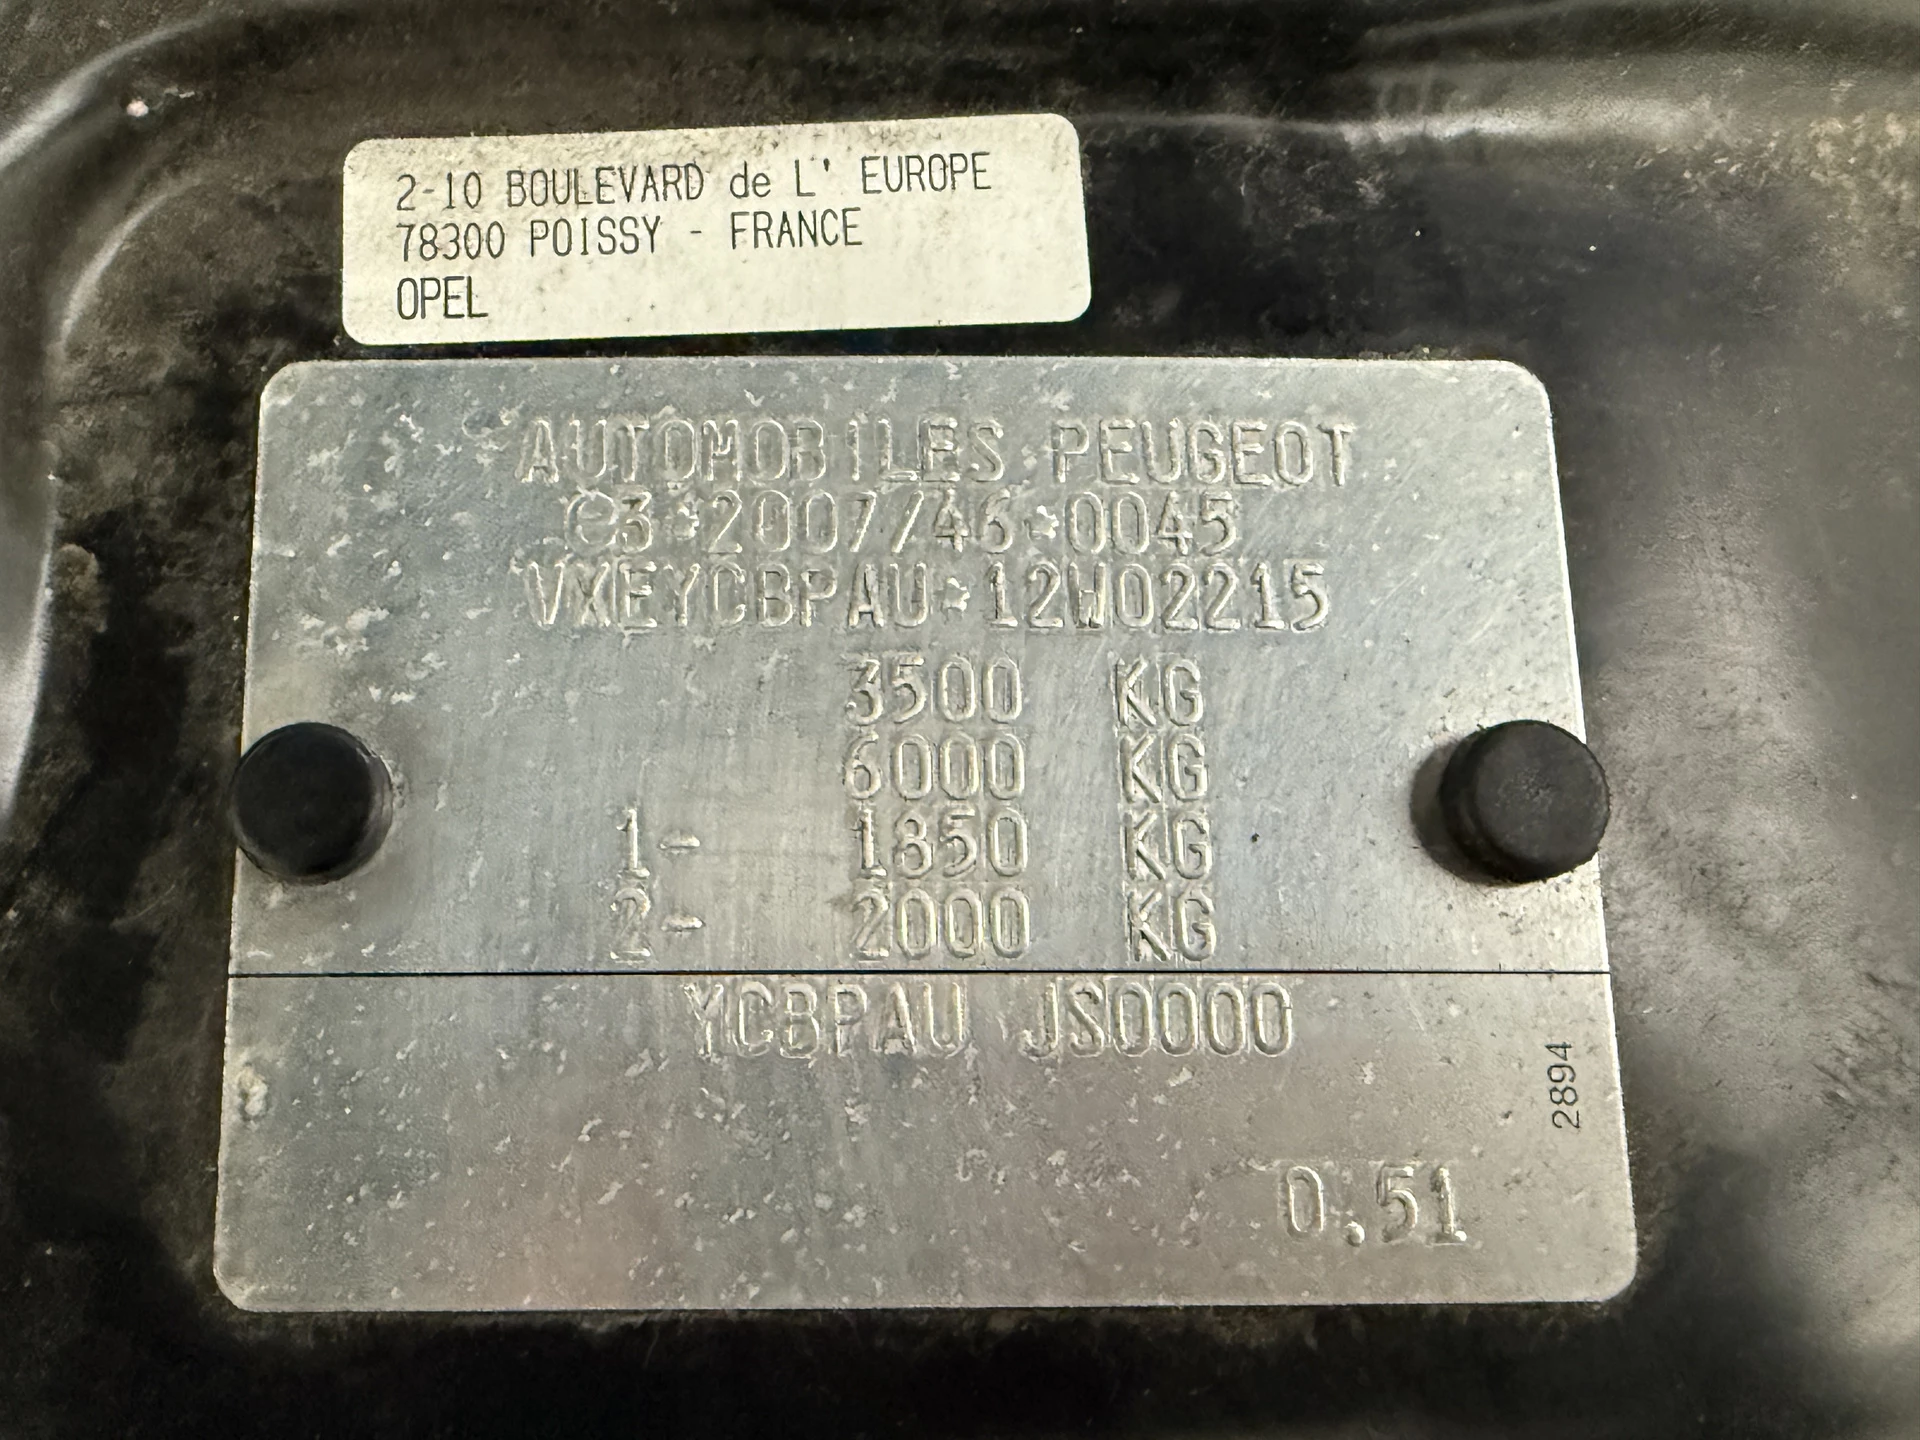 2-10 BOULEVARD de L' EUROPE
78300 POISSY - FRANCE
OPEL
AUTOMOBILES PEUGEOT
e3*2007/46*0045
VXEYCBPAU*12W02215
3500 KG
6000 KG
1- 1850 KG
2- 2000 KG
YCBPAU JS0000
2894
0.51